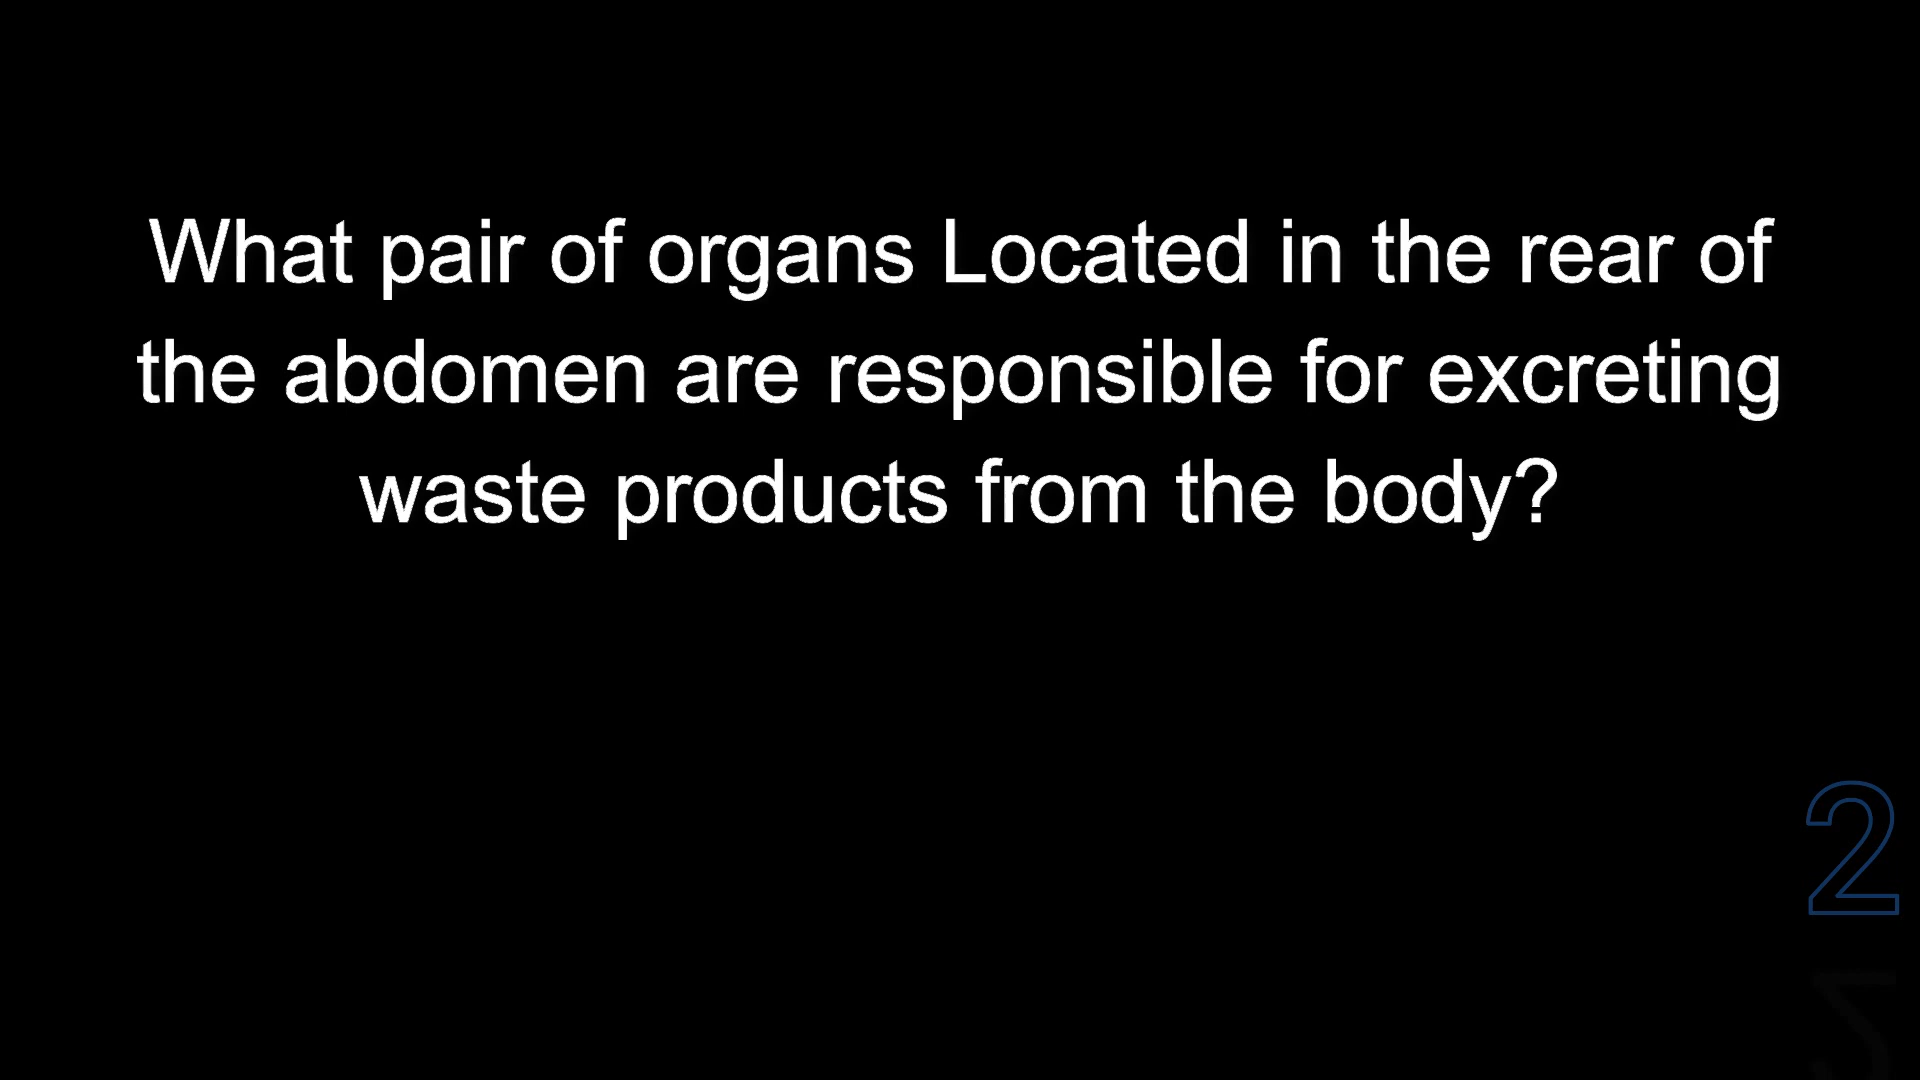 What pair of organs Located in the rear of
the abdomen are responsible for excreting
waste products from the body?
2